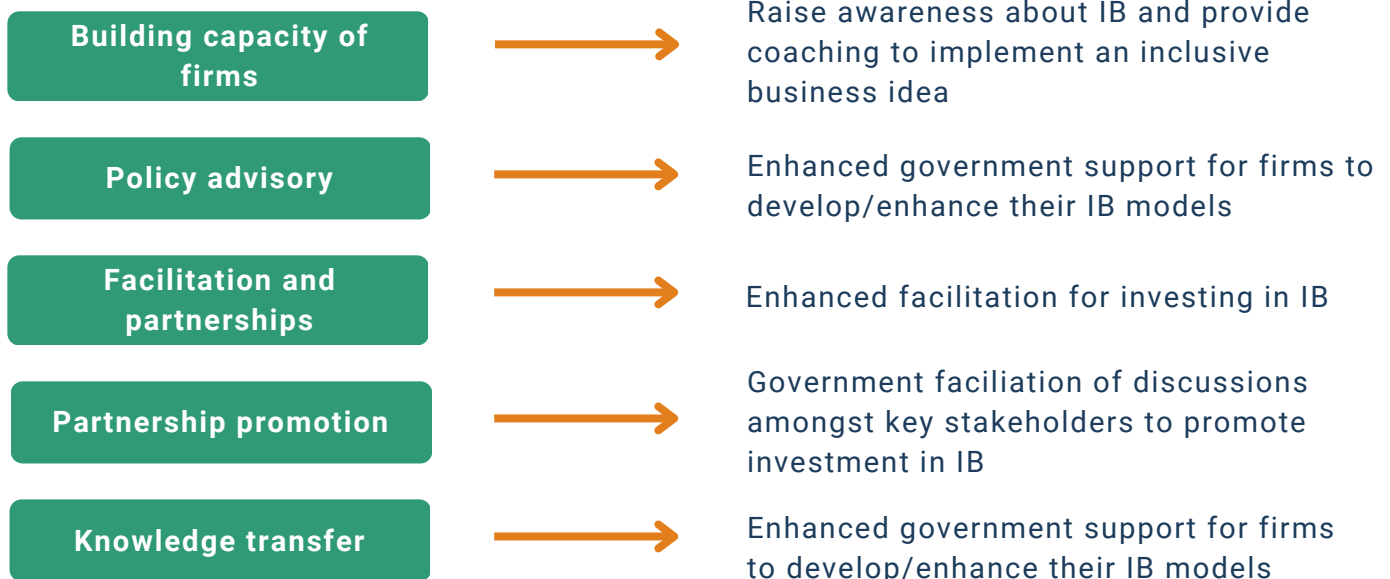 Building capacity of
firms
Raise awareness about IB and provide
coaching to implement an inclusive
business idea
Policy advisory
Enhanced government support for firms to
develop/enhance their IB models
Facilitation and
partnerships
Enhanced facilitation for investing in IB
Partnership promotion
Government faciliation of discussions
amongst key stakeholders to promote
investment in IB
Knowledge transfer
Enhanced government support for firms
to develop/enhance their IB models